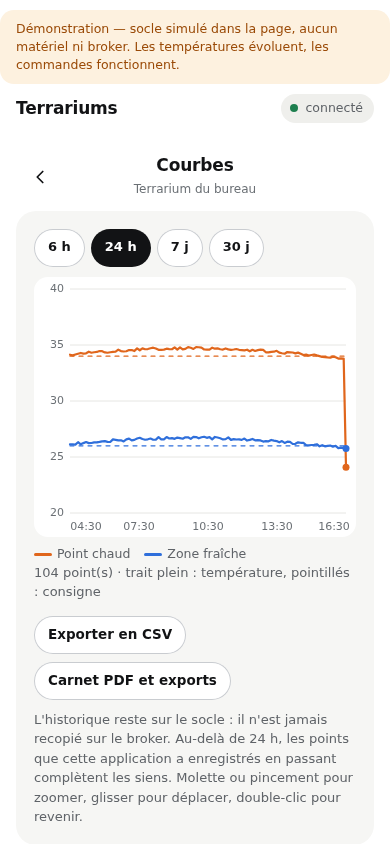 Démonstration — socle simulé dans la page, aucun
matériel ni broker. Les températures évoluent, les
commandes fonctionnent.
Terrariums
connecté
Courbes
Terrarium du bureau
6 h
24 h
7 j
30 j
40
35
30
25
20
04:30
07:30
10:30
13:30
16:30
Point chaud
Zone fraîche
104 point(s) · trait plein : température, pointillés
: consigne
Exporter en CSV
Carnet PDF et exports
L'historique reste sur le socle : il n'est jamais
recopié sur le broker. Au-delà de 24 h, les points
que cette application a enregistrés en passant
complètent les siens. Molette ou pincement pour
zoomer, glisser pour déplacer, double-clic pour
revenir.